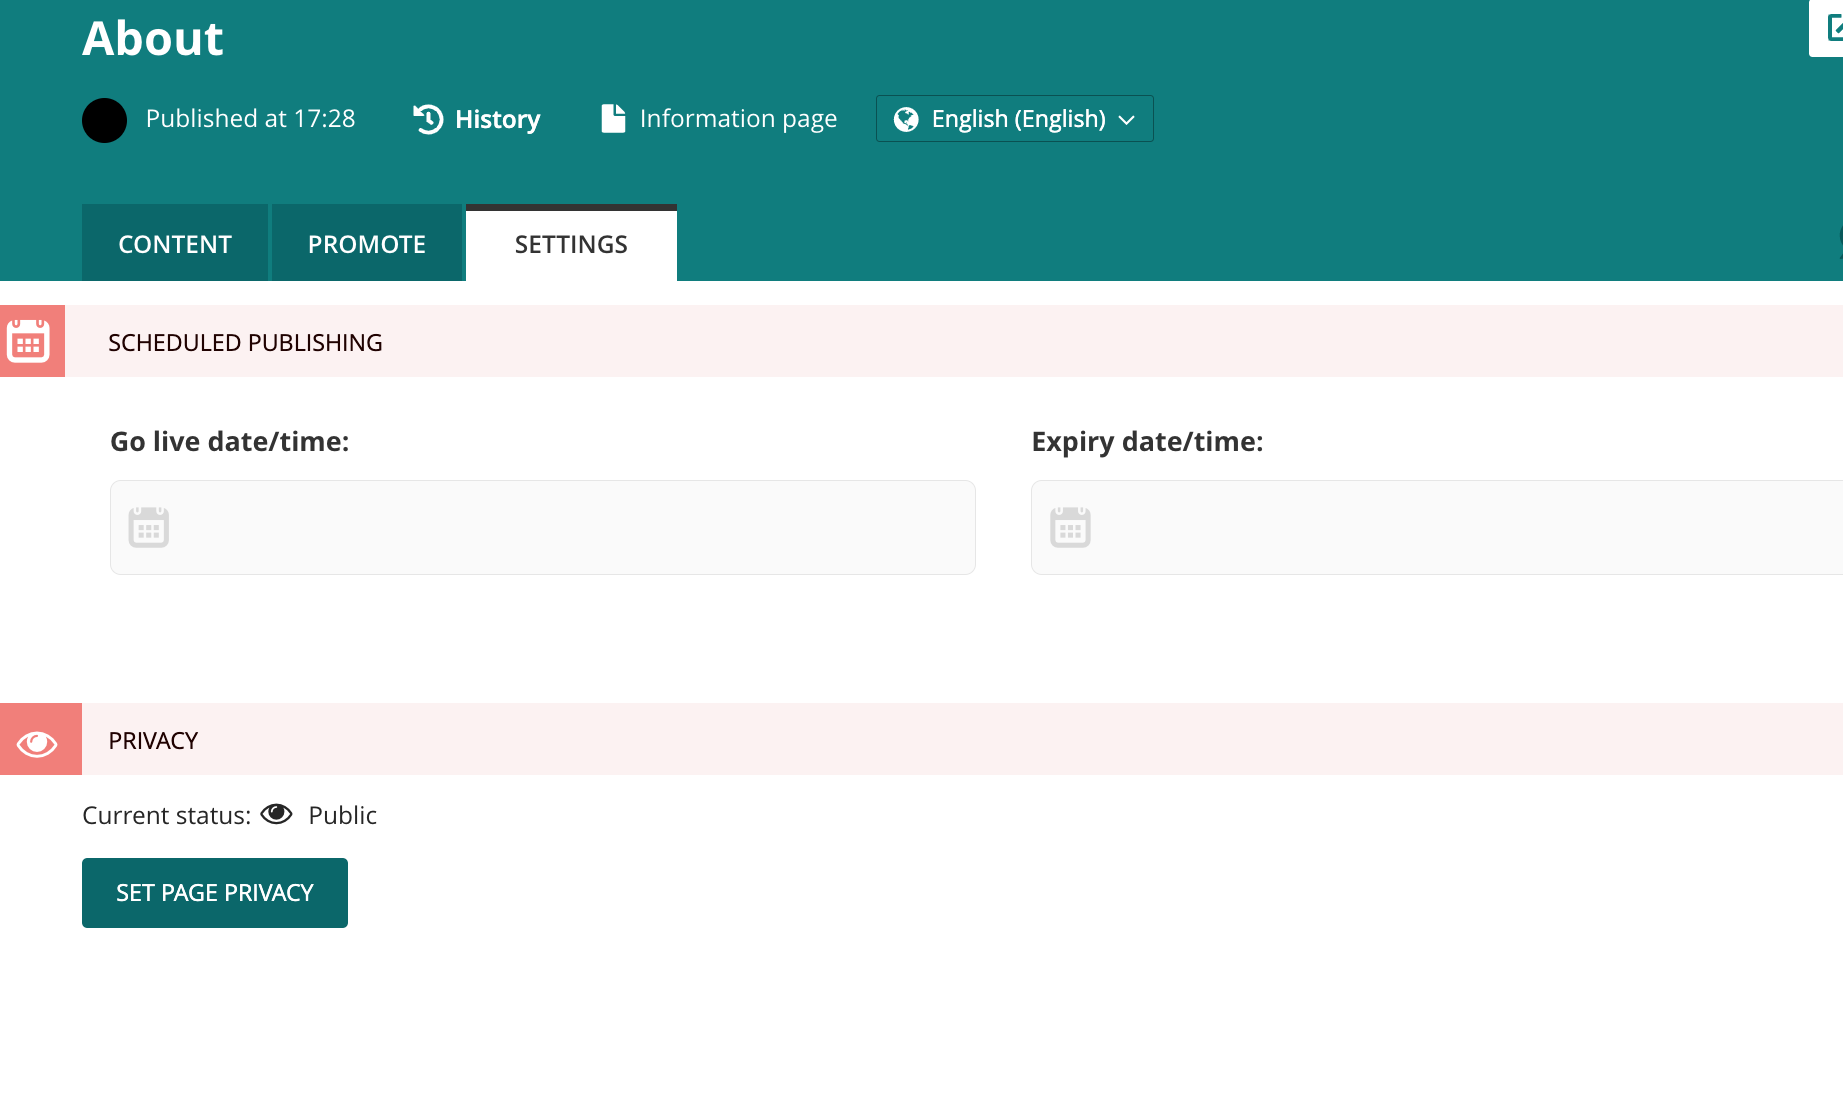 About
Published at 17:28 History Information page English (English)
CONTENT PROMOTE SETTINGS
SCHEDULED PUBLISHING
Go live date/time: Expiry date/time:
PRIVACY
Current status: Public
SET PAGE PRIVACY